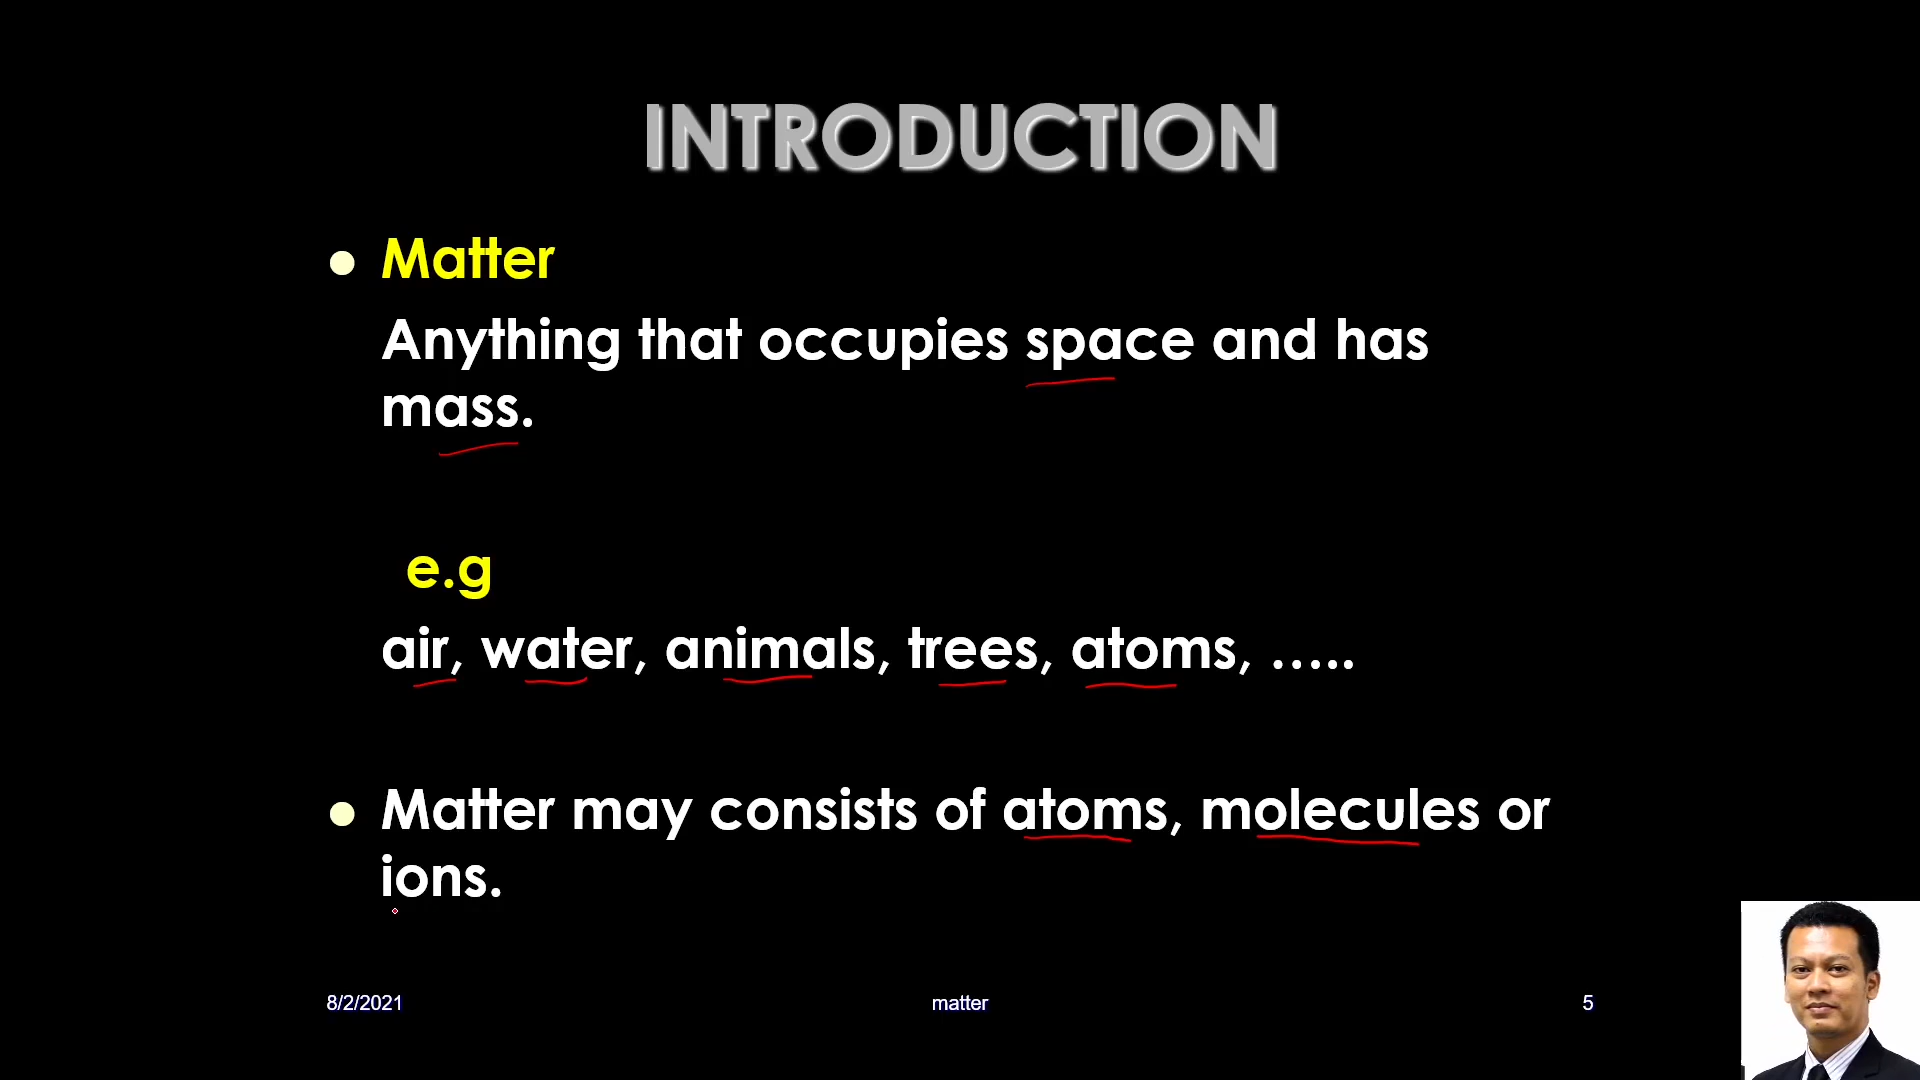 INTRODUCTION
Matter
Anything that occupies space and has
mass.
e.g
air, water, animals, trees, atoms, .....
Matter may consists of atoms, molecules or
ions.
8/2/2021 matter 5